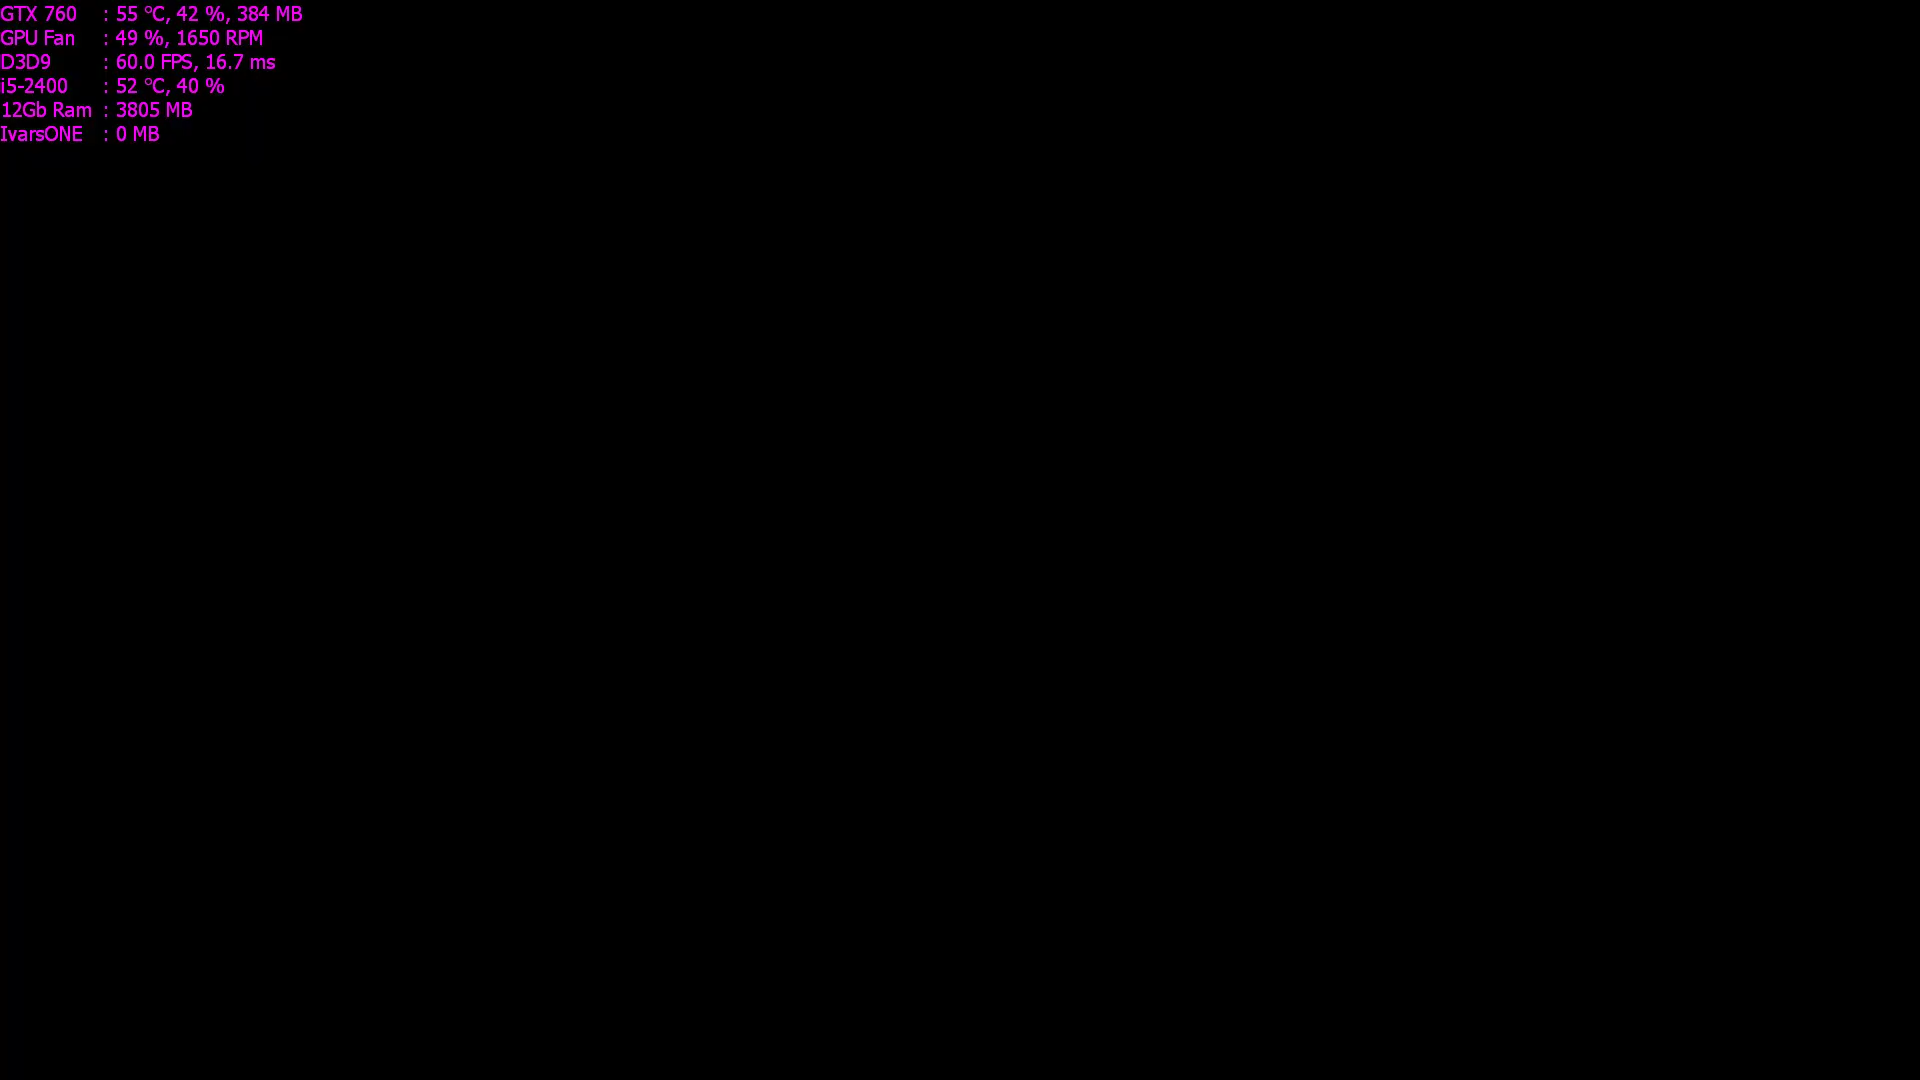 GTX 760 : 55 °C, 42 %, 384 MB
GPU Fan : 49 %, 1650 RPM
D3D9 : 60.0 FPS, 16.7 ms
i5-2400 : 52 °C, 40 %
12Gb Ram : 3805 MB
IvarsONE : 0 MB